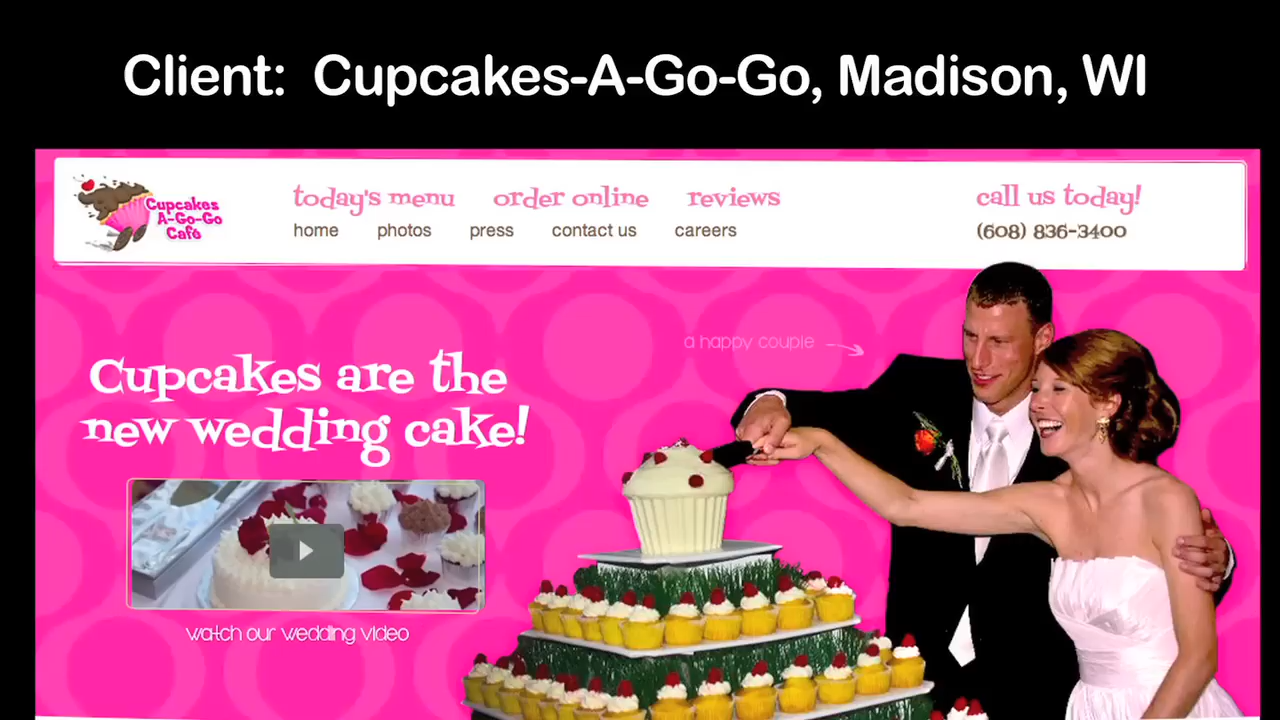 Client: Cupcakes-A-Go-Go, Madison, WI
Cupcakes
A-Go-Go
Café
today's menu order online reviews
home photos press contact us careers
call us today!
(608) 836-3400
a happy couple
Cupcakes are the
new wedding cake!
watch our wedding video